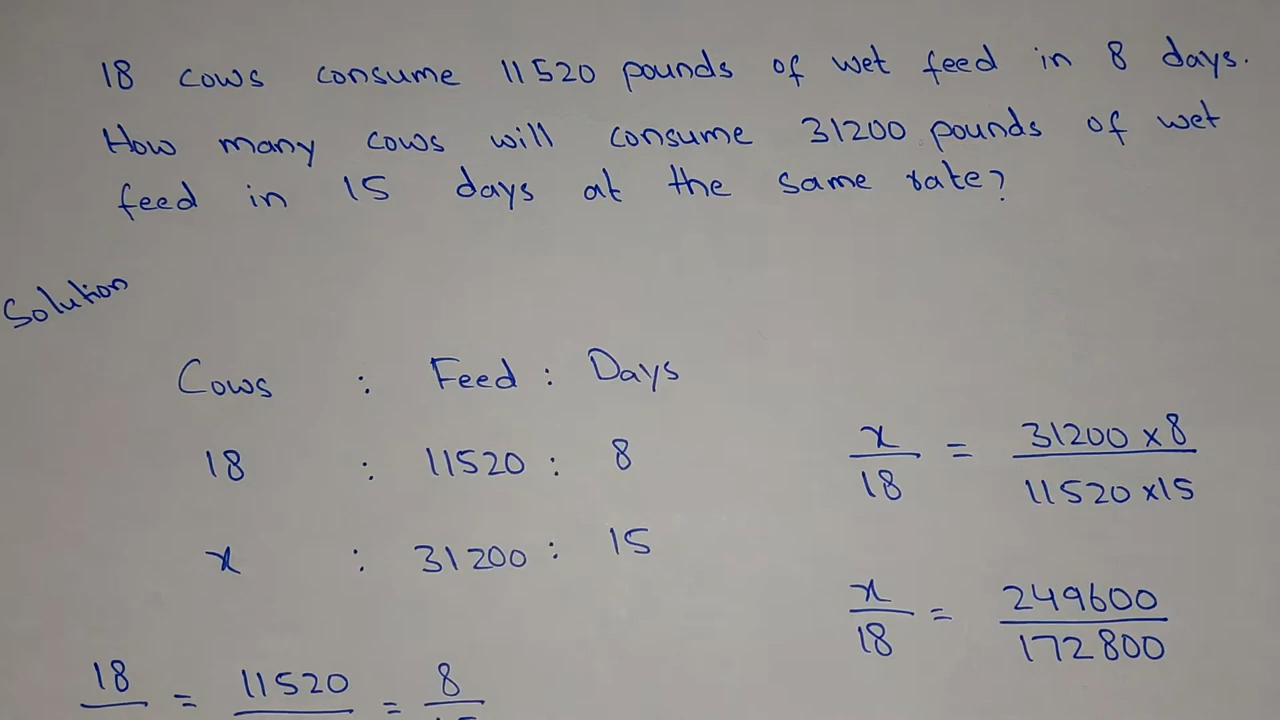 18 cows consume 11520 pounds of wet feed in 8 days.
How many cows will consume 31200 pounds of wet
feed in 15 days at the same rate?
Solution
Cows : Feed : Days
18 : 11520 : 8
x : 31200 : 15
18 = 11520 = 8
x/18 = 31200 x 8 / 11520 x 15
x/18 = 249600 / 172800